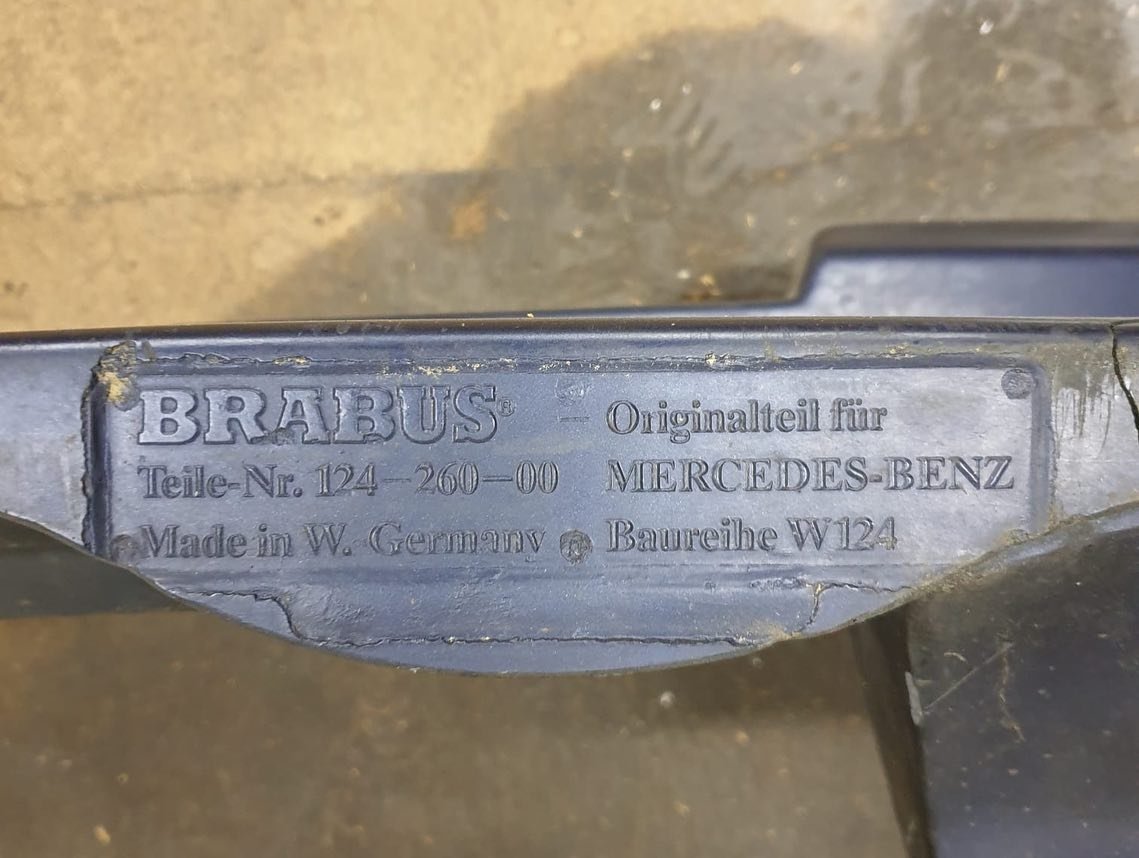 BRABUS® – Originalteil für
Teile-Nr. 124-260-00 MERCEDES-BENZ
Made in W. Germany Baureihe W124